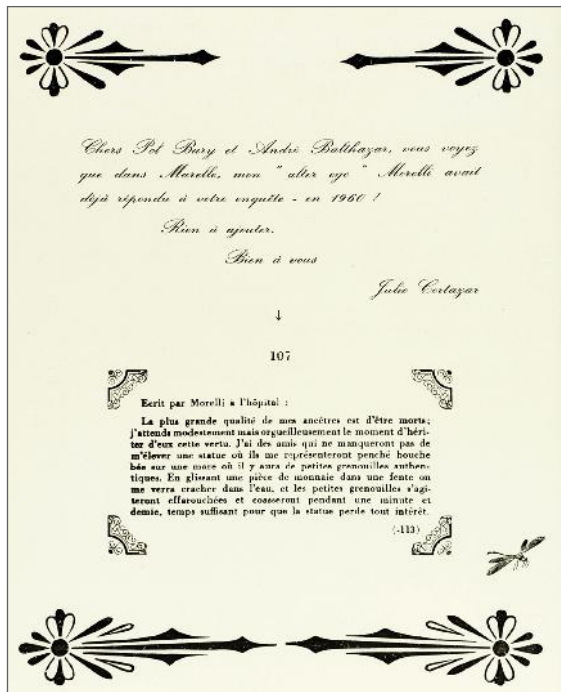 Chers Pol Bury et André Balthazar, vous voyez
que dans Marelle, mon "alter ego" Morelli avait
déjà répondu à votre enquête - en 1960 !
Rien à ajouter.
Bien à vous
Julio Cortazar
↓
107
Ecrit par Morelli à l'hôpital :
La plus grande qualité de mes ancêtres est d'être morts;
j'attends modestement mais orgueilleusement le moment d'héri-
ter d'eux cette vertu. J'ai des amis qui ne manqueront pas de
m'élever une statue où ils me représenteront penché bouche
bée sur une mare où il y aura de petites grenouilles authen-
tiques. En glissant une pièce de monnaie dans une fente on
me verra cracher dans l'eau, et les petites grenouilles s'agi-
teront effarouchées et coasseront pendant une minute et
demie, temps suffisant pour que la statue perde tout intérêt.
(-113)